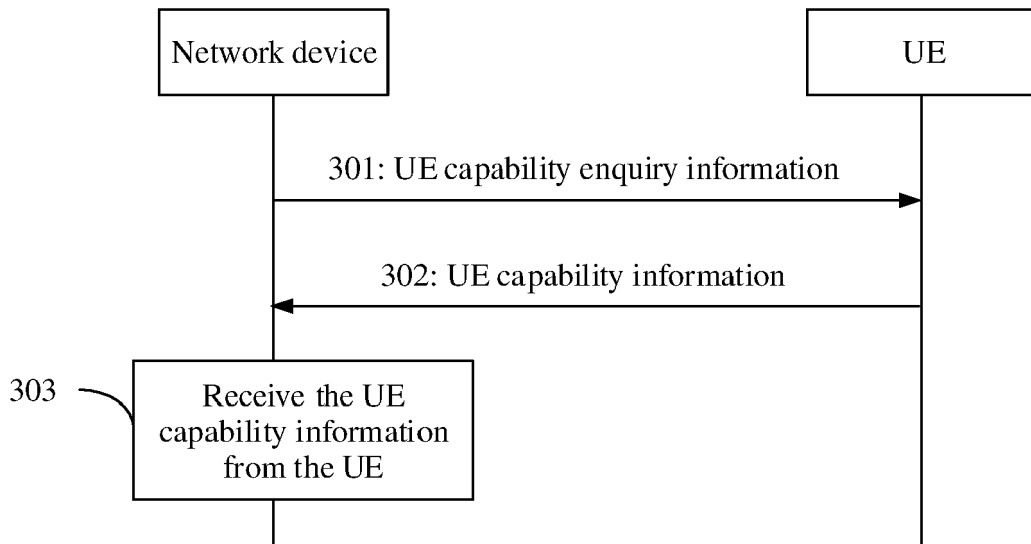 Network device
UE
301: UE capability enquiry information
302: UE capability information
303
Receive the UE
capability information
from the UE